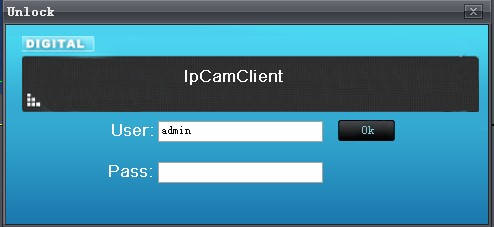 Unlock
DIGITAL
IpCamClient
User: admin Ok
Pass: